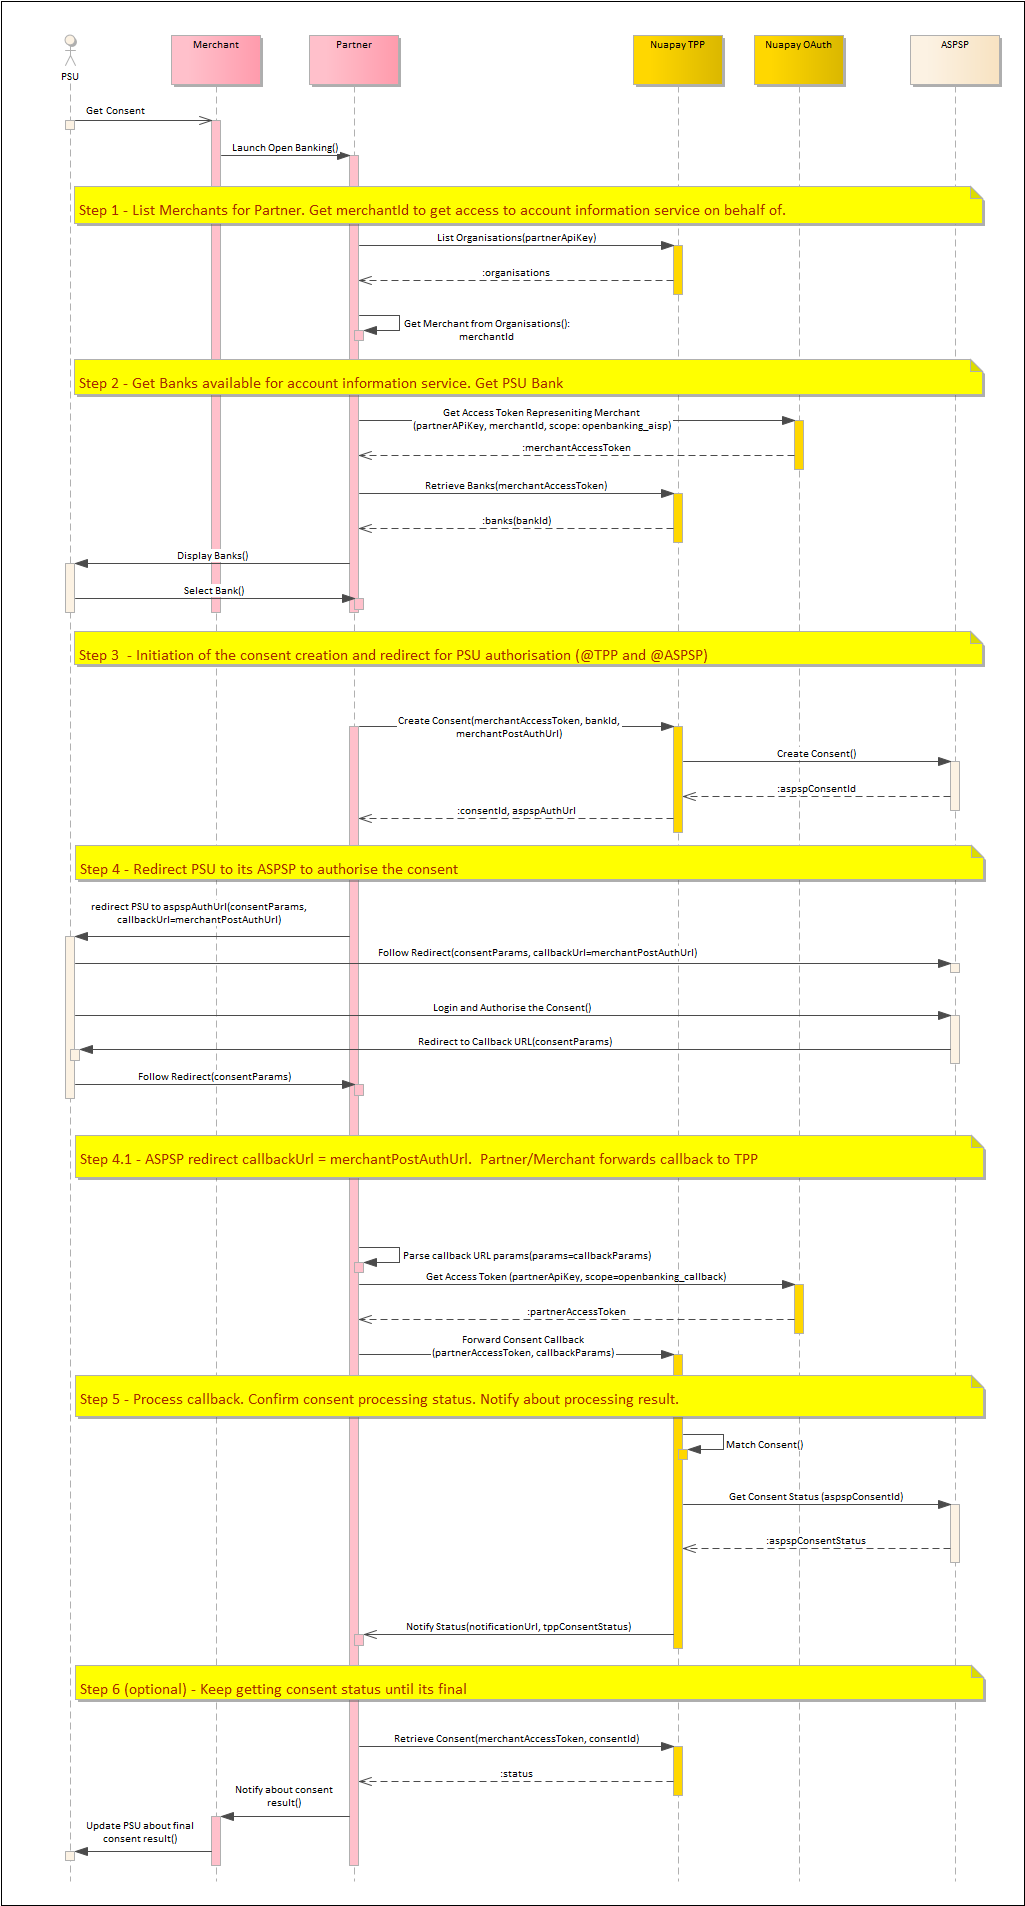 Merchant
Partner
Nuapay TPP
Nuapay OAuth
ASPSP
PSU
Get Consent
Launch Open Banking()
Step 1 - List Merchants for Partner. Get merchantId to get access to account information service on behalf of.
List Organisations(partnerApiKey)
:organisations
Get Merchant from Organisations():
merchantId
Step 2 - Get Banks available for account information service. Get PSU Bank
Get Access Token Represeniting Merchant
(partnerAPiKey, merchantId, scope: openbanking_aisp)
:merchantAccessToken
Retrieve Banks(merchantAccessToken)
:banks(bankId)
Display Banks()
Select Bank()
Step 3  - Initiation of the consent creation and redirect for PSU authorisation (@TPP and @ASPSP)
Create Consent(merchantAccessToken, bankId,
merchantPostAuthUrl)
Create Consent()
:aspspConsentId
:consentId, aspspAuthUrl
Step 4 - Redirect PSU to its ASPSP to authorise the consent
redirect PSU to aspspAuthUrl(consentParams,
callbackUrl=merchantPostAuthUrl)
Follow Redirect(consentParams, callbackUrl=merchantPostAuthUrl)
Login and Authorise the Consent()
Redirect to Callback URL(consentParams)
Follow Redirect(consentParams)
Step 4.1 - ASPSP redirect callbackUrl = merchantPostAuthUrl.  Partner/Merchant forwards callback to TPP
Parse callback URL params(params=callbackParams)
Get Access Token (partnerApiKey, scope=openbanking_callback)
:partnerAccessToken
Forward Consent Callback
(partnerAccessToken, callbackParams)
Step 5 - Process callback. Confirm consent processing status. Notify about processing result.
Match Consent()
Get Consent Status (aspspConsentId)
:aspspConsentStatus
Notify Status(notificationUrl, tppConsentStatus)
Step 6 (optional) - Keep getting consent status until its final
Retrieve Consent(merchantAccessToken, consentId)
:status
Notify about consent
result()
Update PSU about final
consent result()